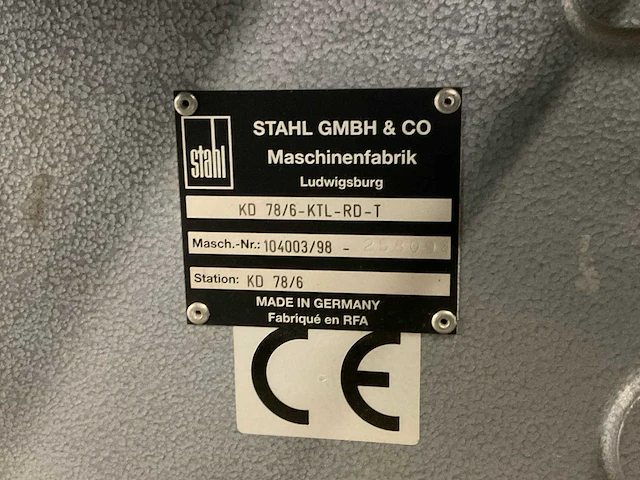 stahl
STAHL GMBH & CO
Maschinenfabrik
Ludwigsburg
KD 78/6-KTL-RD-T
Masch.-Nr.: 104003/98 -
Station: KD 78/6
MADE IN GERMANY
Fabriqué en RFA
CE